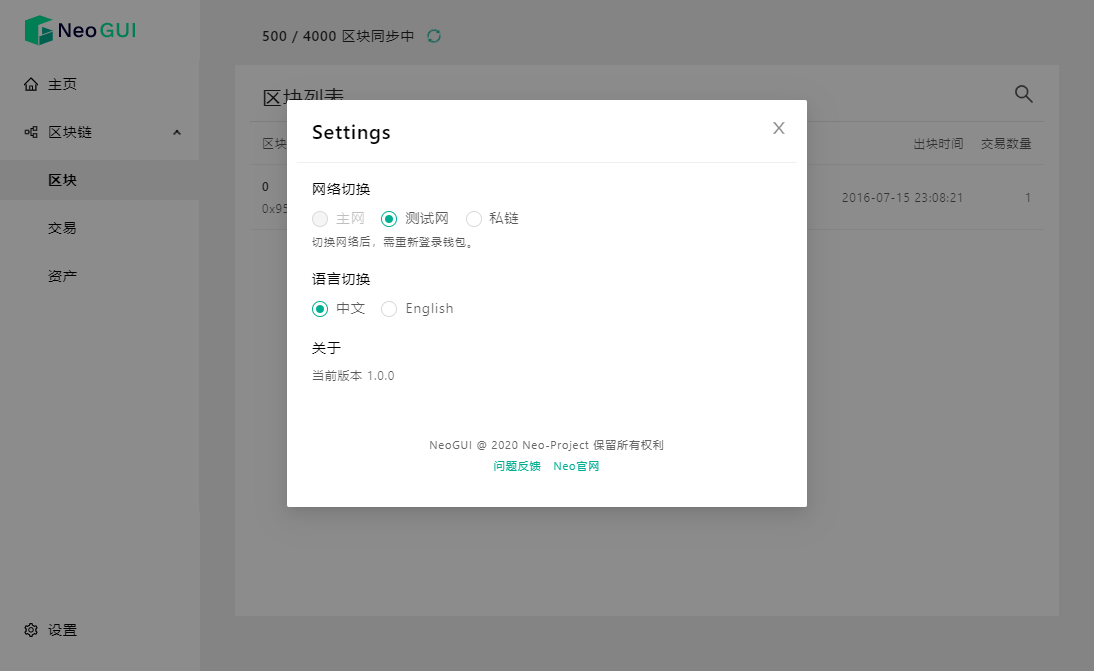 NeoGUI
主页
区块链
区块
交易
资产
设置
500 / 4000 区块同步中
区块列表
区块
出块时间
交易数量
0
0x95
2016-07-15 23:08:21
1
Settings
X
网络切换
主网 测试网 私链
切换网络后，需重新登录钱包。
语言切换
中文 English
关于
当前版本 1.0.0
NeoGUI @ 2020 Neo-Project 保留所有权利
问题反馈 Neo官网